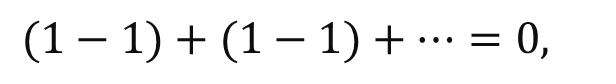 (1 − 1) + (1 − 1) + ⋯ = 0,